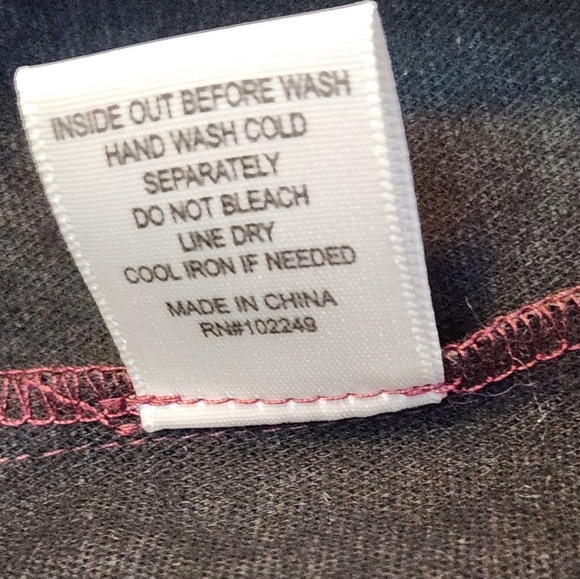 INSIDE OUT BEFORE WASH
HAND WASH COLD
SEPARATELY
DO NOT BLEACH
LINE DRY
COOL IRON IF NEEDED
MADE IN CHINA
RN#102249